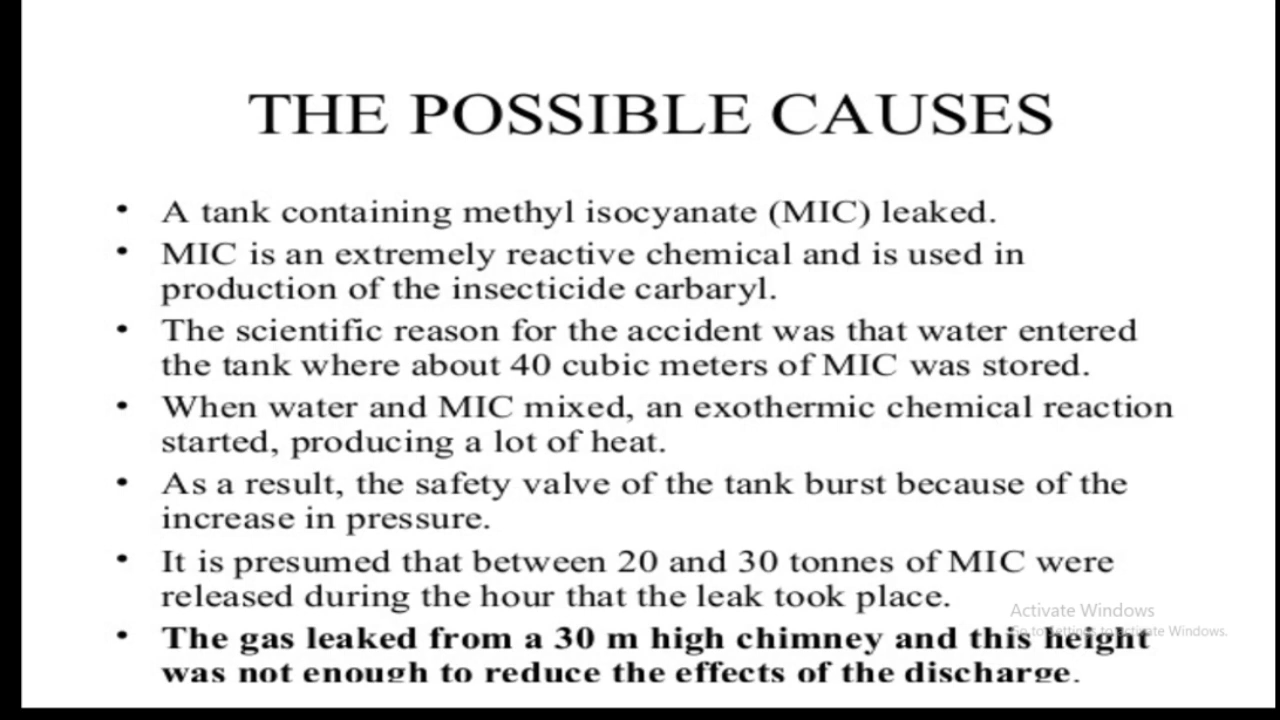 THE POSSIBLE CAUSES
• A tank containing methyl isocyanate (MIC) leaked.
• MIC is an extremely reactive chemical and is used in
production of the insecticide carbaryl.
• The scientific reason for the accident was that water entered
the tank where about 40 cubic meters of MIC was stored.
• When water and MIC mixed, an exothermic chemical reaction
started, producing a lot of heat.
• As a result, the safety valve of the tank burst because of the
increase in pressure.
• It is presumed that between 20 and 30 tonnes of MIC were
released during the hour that the leak took place.
Activate Windows
Go to Settings to activate Windows.
• The gas leaked from a 30 m high chimney and this height
was not enough to reduce the effects of the discharge.